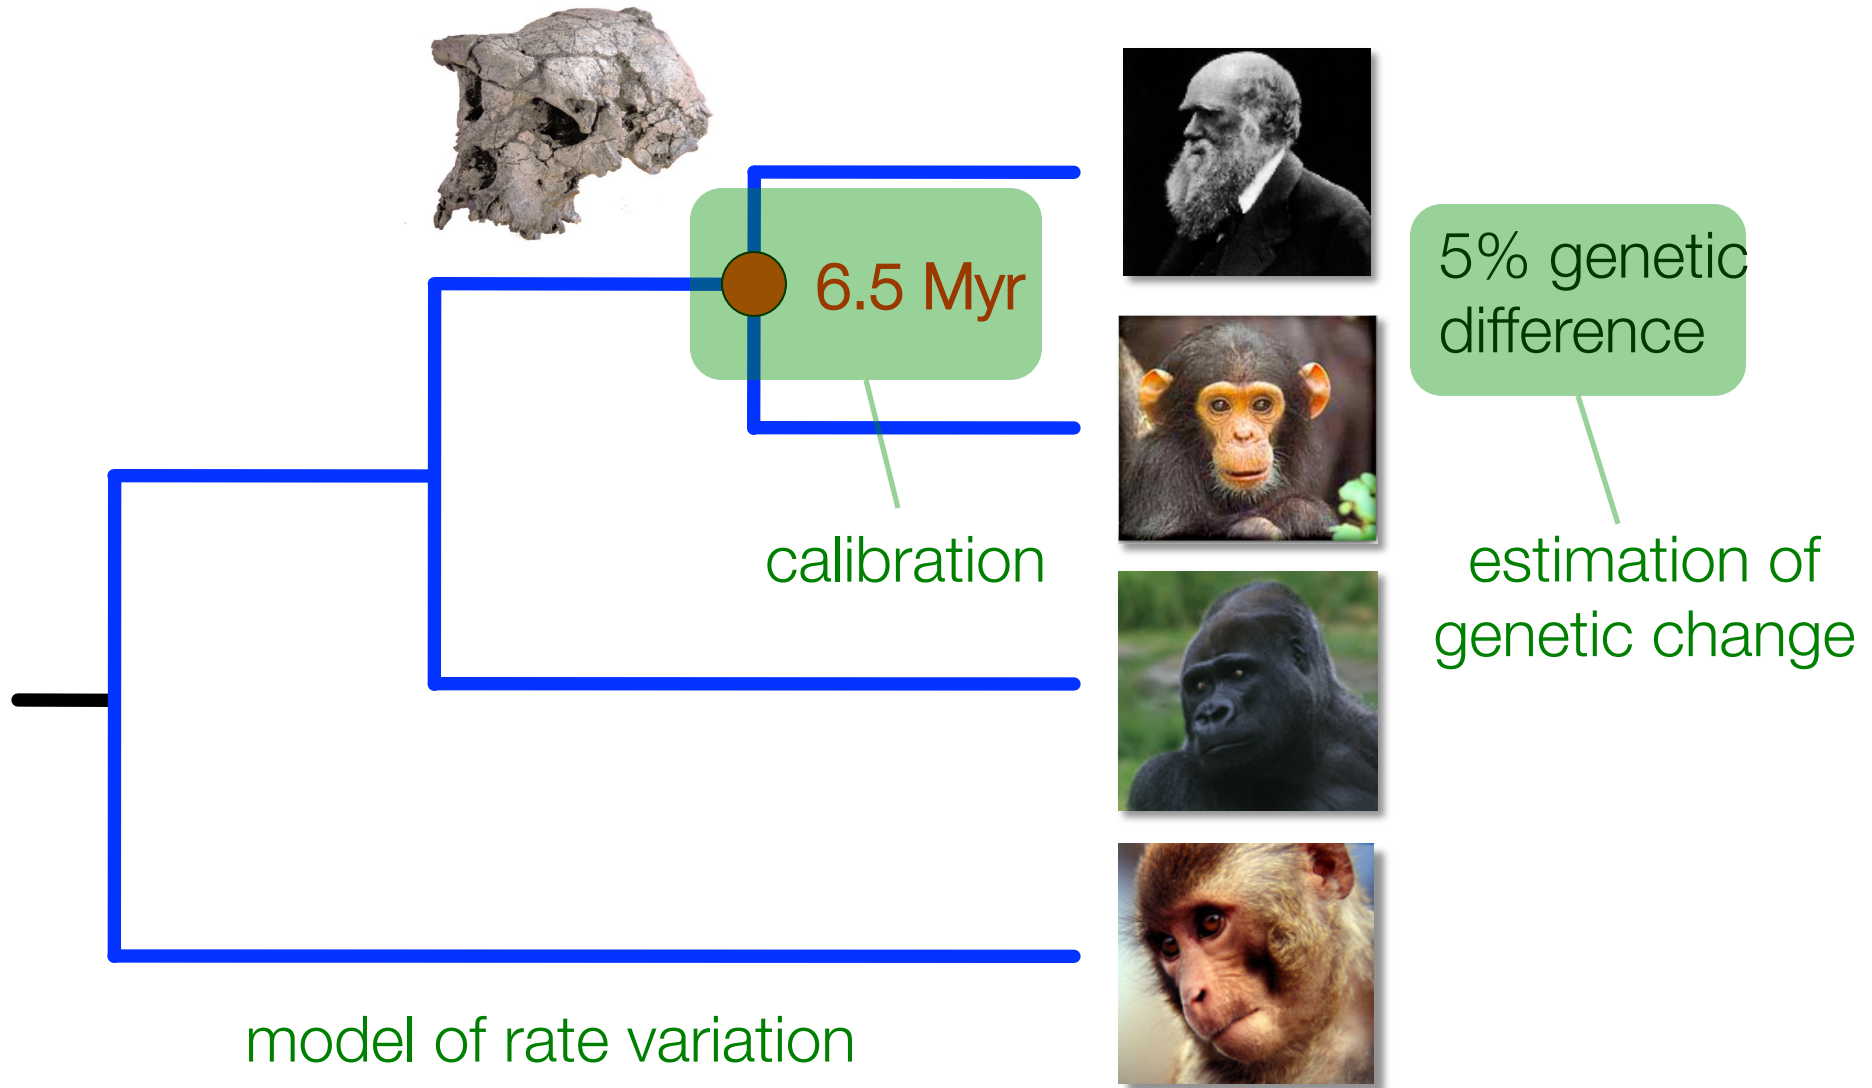 6.5 Myr
5% genetic
difference
calibration
estimation of
genetic change
model of rate variation